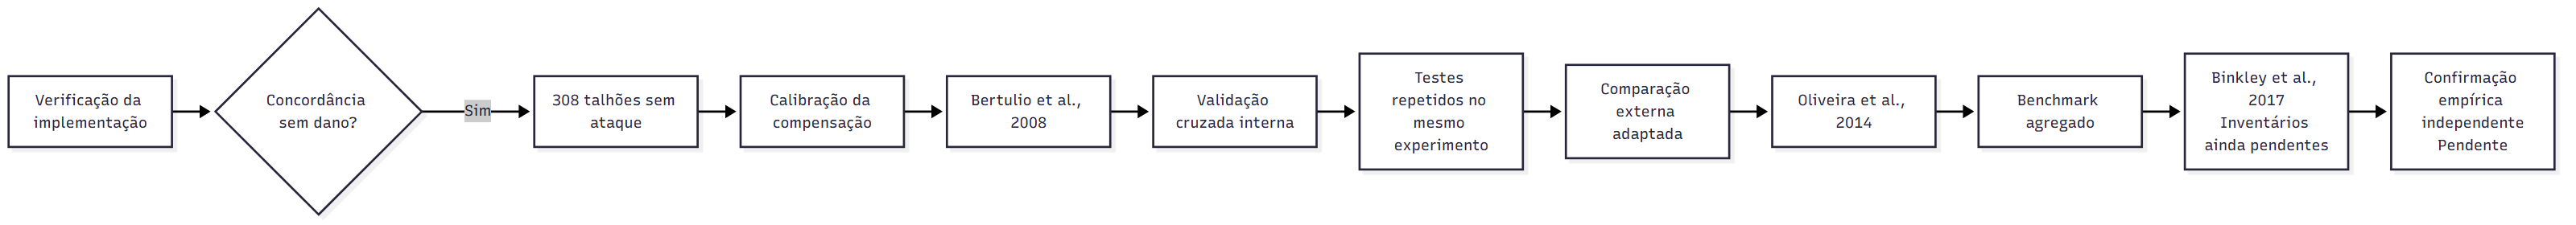 Verificação da
implementação
Concordância
sem dano?
Sim
308 talhões sem
ataque
Calibração da
compensação
Bertulio et al.,
2008
Validação
cruzada interna
Testes
repetidos no
mesmo
experimento
Comparação
externa
adaptada
Oliveira et al.,
2014
Benchmark
agregado
Binkley et al.,
2017
Inventários
ainda pendentes
Confirmação
empírica
independente
Pendente